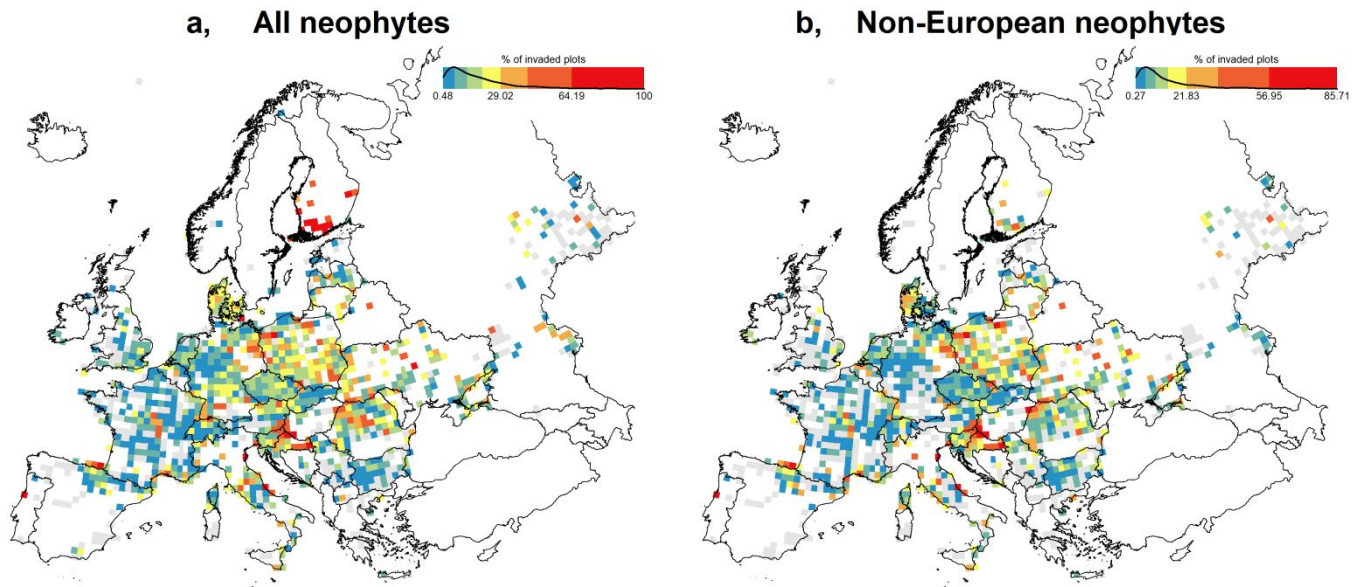 a, All neophytes
% of invaded plots
0.48 29.02 64.19 100
b, Non-European neophytes
% of invaded plots
0.27 21.83 56.95 85.71